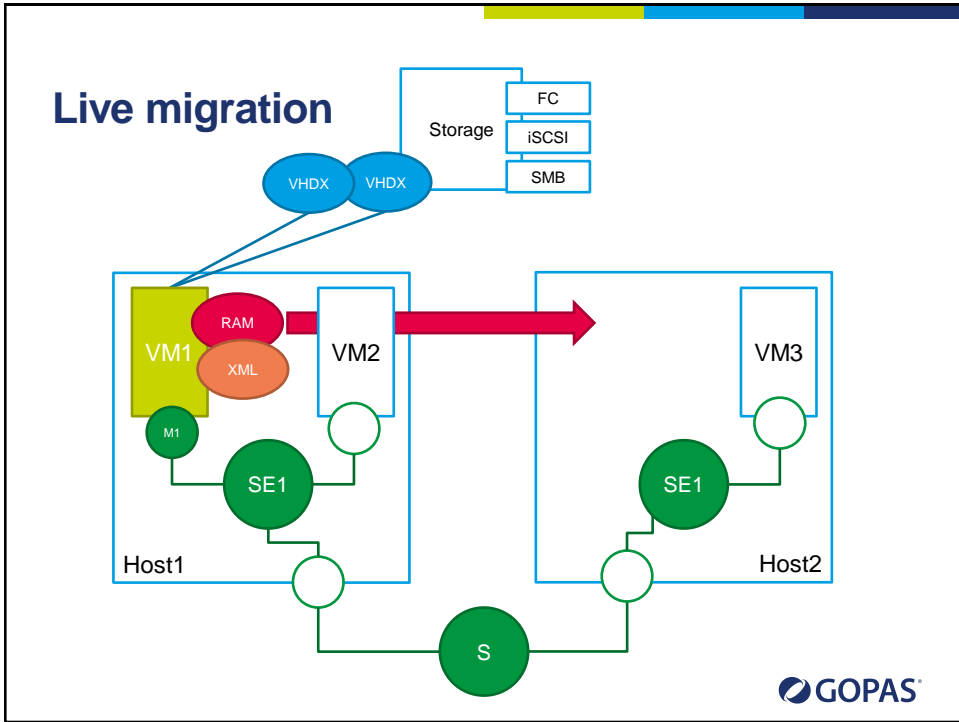 Live migration
FC
Storage
iSCSI
SMB
VHDX
VHDX
RAM
VM1
XML
VM2
VM3
M1
SE1
SE1
Host1
Host2
S
GOPAS